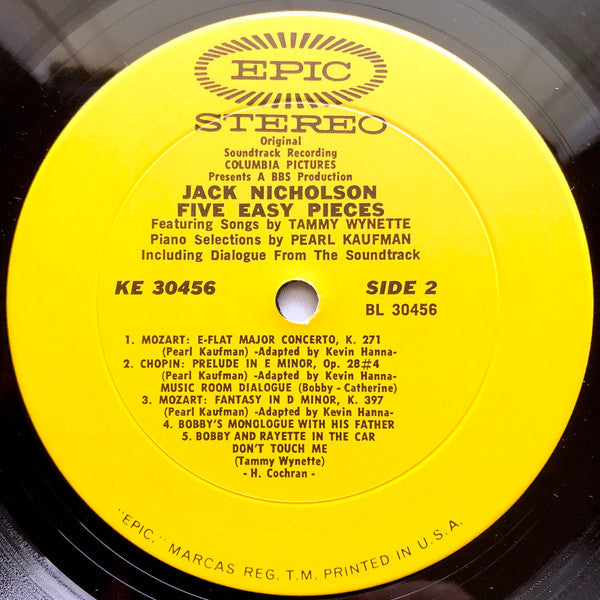 EPIC
STEREO
Original
Soundtrack Recording
COLUMBIA PICTURES
Presents A BBS Production
JACK NICHOLSON
FIVE EASY PIECES
Featuring Songs by TAMMY WYNETTE
Piano Selections by PEARL KAUFMAN
Including Dialogue From The Soundtrack
KE 30456
SIDE 2
BL 30456
1. MOZART: E-FLAT MAJOR CONCERTO, K. 271
(Pearl Kaufman) -Adapted by Kevin Hanna-
2. CHOPIN: PRELUDE IN E MINOR, Op. 28#4
(Pearl Kaufman) -Adapted by Kevin Hanna-
MUSIC ROOM DIALOGUE (Bobby - Catherine)
3. MOZART: FANTASY IN D MINOR, K. 397
(Pearl Kaufman) -Adapted by Kevin Hanna-
4. BOBBY'S MONOLOGUE WITH HIS FATHER
5. BOBBY AND RAYETTE IN THE CAR
DON'T TOUCH ME
(Tammy Wynette)
- H. Cochran -
"EPIC," MARCAS REG. T.M. PRINTED IN U.S.A.